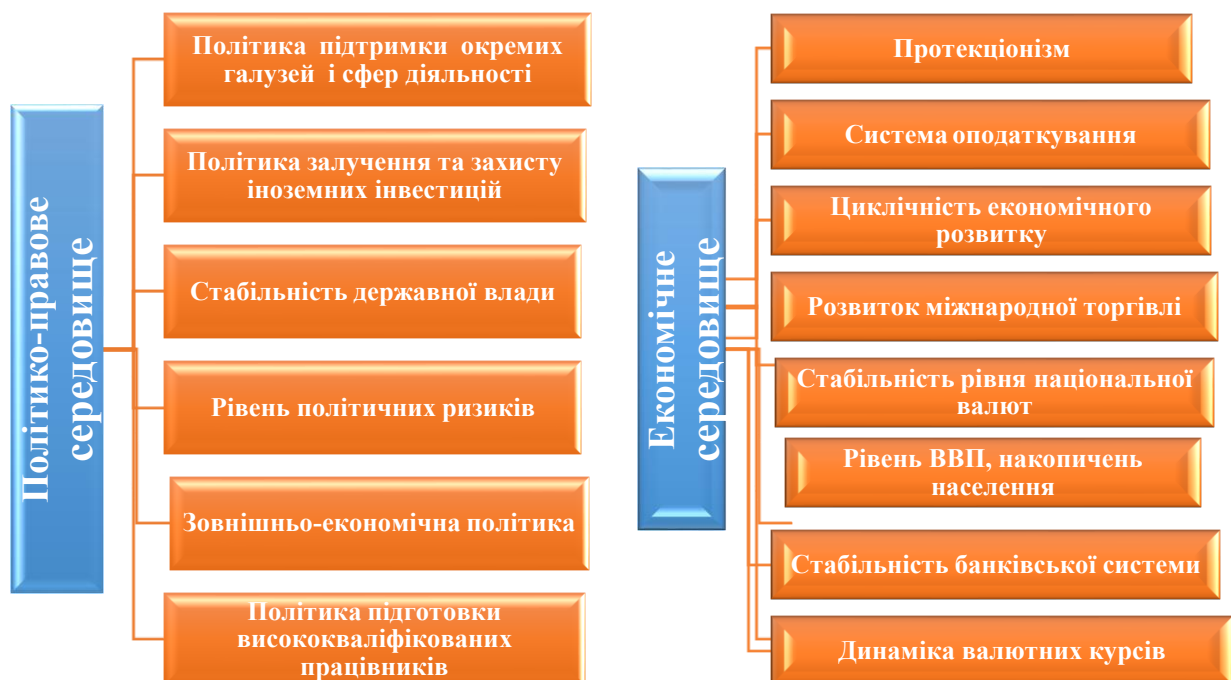 Політико-правове
середовище
Політика підтримки окремих
галузей і сфер діяльності
Політика залучення та захисту
іноземних інвестицій
Стабільність державної влади
Рівень політичних ризиків
Зовнішньо-економічна політика
Політика підготовки
висококваліфікованих
працівників
Економічне
середовище
Протекціонізм
Система оподаткування
Циклічність економічного
розвитку
Розвиток міжнародної торгівлі
Стабільність рівня національної
валют
Рівень ВВП, накопичень
населення
Стабільність банківської системи
Динаміка валютних курсів